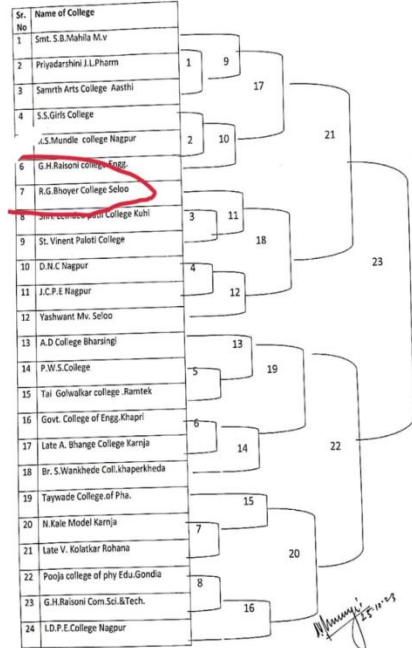 Sr. No Name of College
1 Smt. S.B.Mahila M.v
2 Priyadarshini J.L.Pharm
3 Samrth Arts College Aasthi
4 S.S.Girls College
.S.Mundle college Nagpur
6 G.H.Raisoni college Engg.
7 R.G.Bhoyer College Seloo
8 College Kuhi
9 St. Vinent Paloti College
10 D.N.C Nagpur
11 J.C.P.E Nagpur
12 Yashwant Mv. Seloo
13 A.D College Bharsingi
14 P.W.S.College
15 Tai Golwalkar college .Ramtek
16 Govt. College of Engg.Khapri
17 Late A. Bhange College Karnja
18 Br. S.Wankhede Coll.khaperkheda
19 Taywade College.of Pha.
20 N.Kale Model Karnja
21 Late V. Kolatkar Rohana
22 Pooja college of phy Edu.Gondia
23 G.H.Raisoni Com.Sci.&Tech.
24 I.D.P.E.College Nagpur
1
2
3
4
5
6
7
8
9
10
11
12
13
14
15
16
17
18
19
20
21
22
23
25-10-23